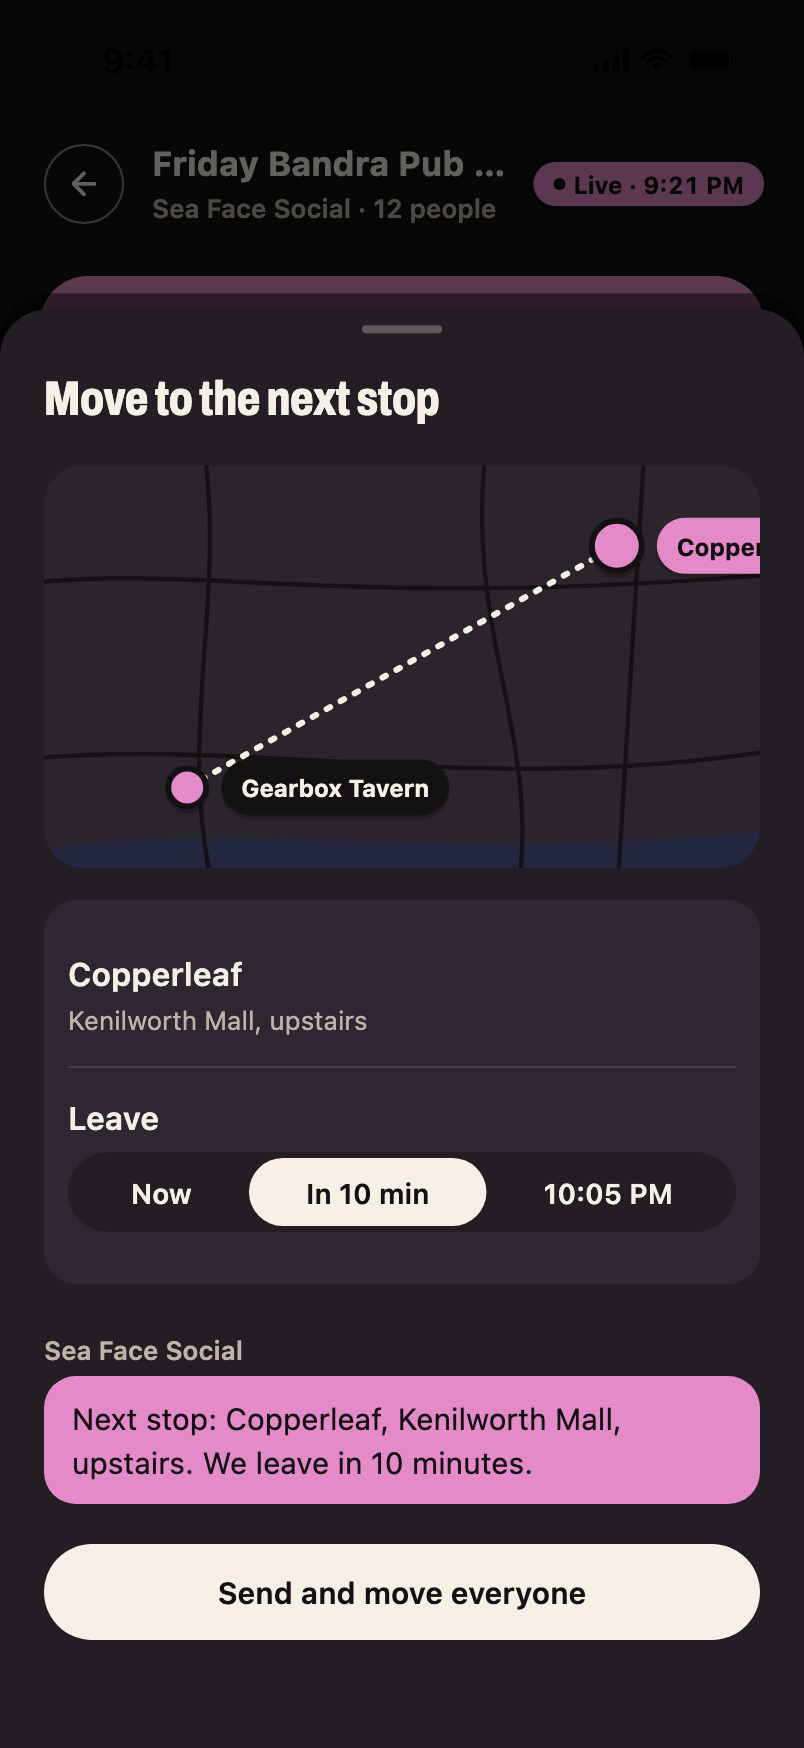 9:41
Friday Bandra Pub ...
Sea Face Social · 12 people
Live · 9:21 PM
Move to the next stop
Copper
Gearbox Tavern
Copperleaf
Kenilworth Mall, upstairs
Leave
Now
In 10 min
10:05 PM
Sea Face Social
Next stop: Copperleaf, Kenilworth Mall,
upstairs. We leave in 10 minutes.
Send and move everyone